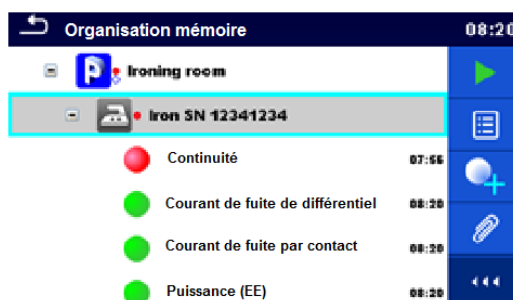 Organisation mémoire 08:20
Ironing room
Iron SN 12341234
Continuité 07:56
Courant de fuite de différentiel 08:20
Courant de fuite par contact 08:20
Puissance (EE) 08:20